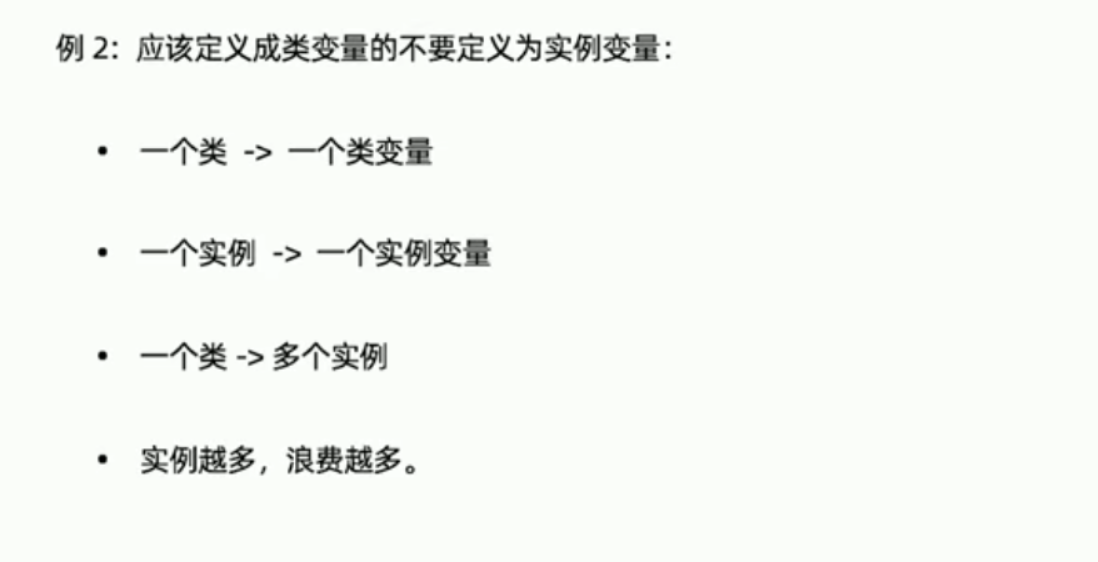 例 2：应该定义成类变量的不要定义为实例变量：
• 一个类 -> 一个类变量
• 一个实例 -> 一个实例变量
• 一个类 -> 多个实例
• 实例越多，浪费越多。